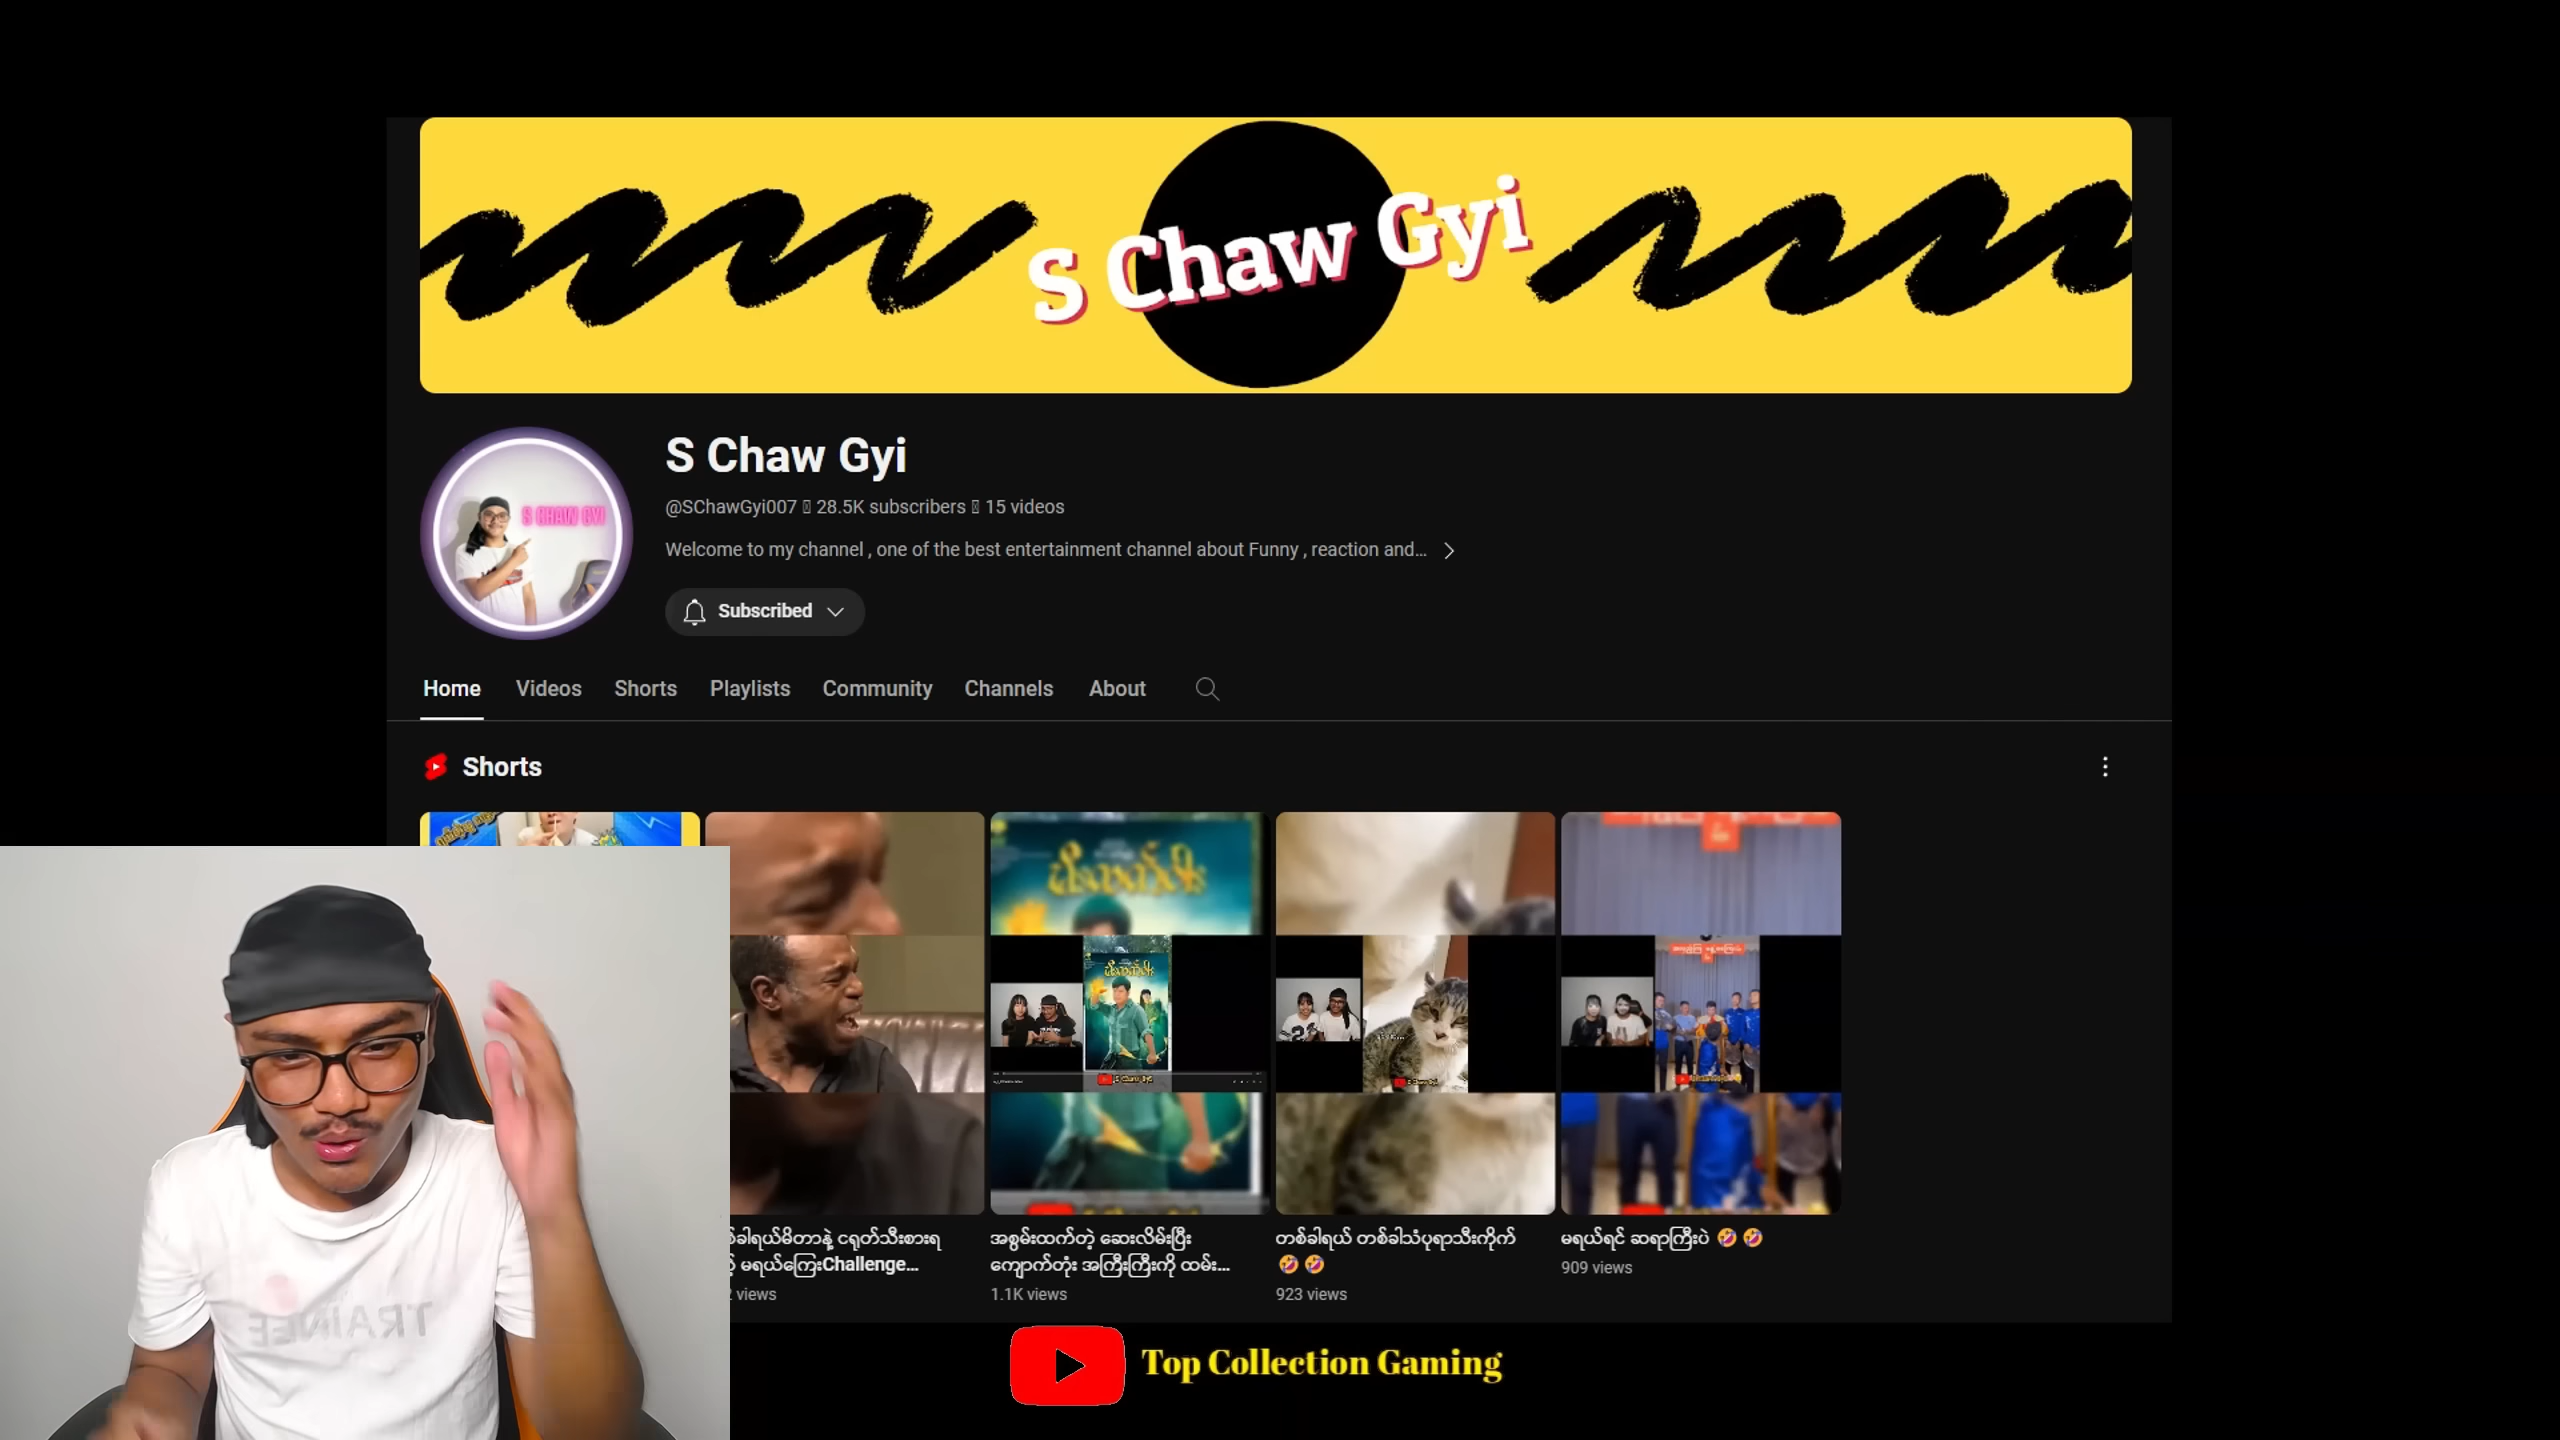 S Chaw Gyi
S CHAW GYI
S Chaw Gyi
@SChawGyi007 28.5K subscribers 15 videos
Welcome to my channel , one of the best entertainment channel about Funny , reaction and...
Subscribed
Home Videos Shorts Playlists Community Channels About
Shorts
မရယ်ကြေးChallenge...
views
အစွမ်းထက်တဲ့ ဆေးလိမ်းပြီး
ကျောက်တုံး အကြီးကြီးကို ထမ်း...
1.1K views
တစ်ခါရယ် တစ်ခါသံပုရာသီးကိုက်
🤣 🤣
923 views
မရယ်ရင် ဆရာကြီးပဲ 🤣 🤣
909 views
TRAINEE
Top Collection Gaming